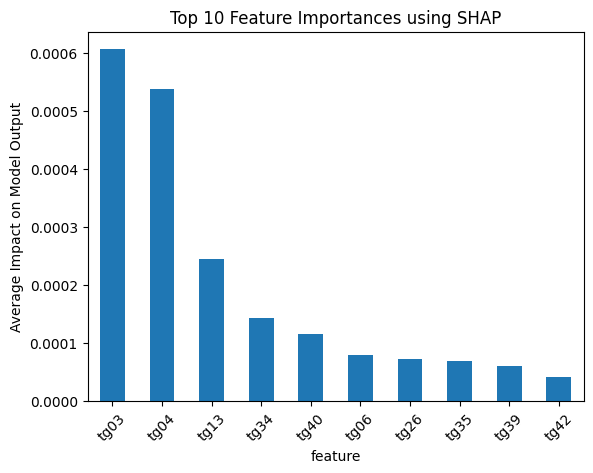 Top 10 Feature Importances using SHAP
Average Impact on Model Output
0.0006
0.0005
0.0004
0.0003
0.0002
0.0001
0.0000
tg03 tg04 tg13 tg34 tg40 tg06 tg26 tg35 tg39 tg42
feature